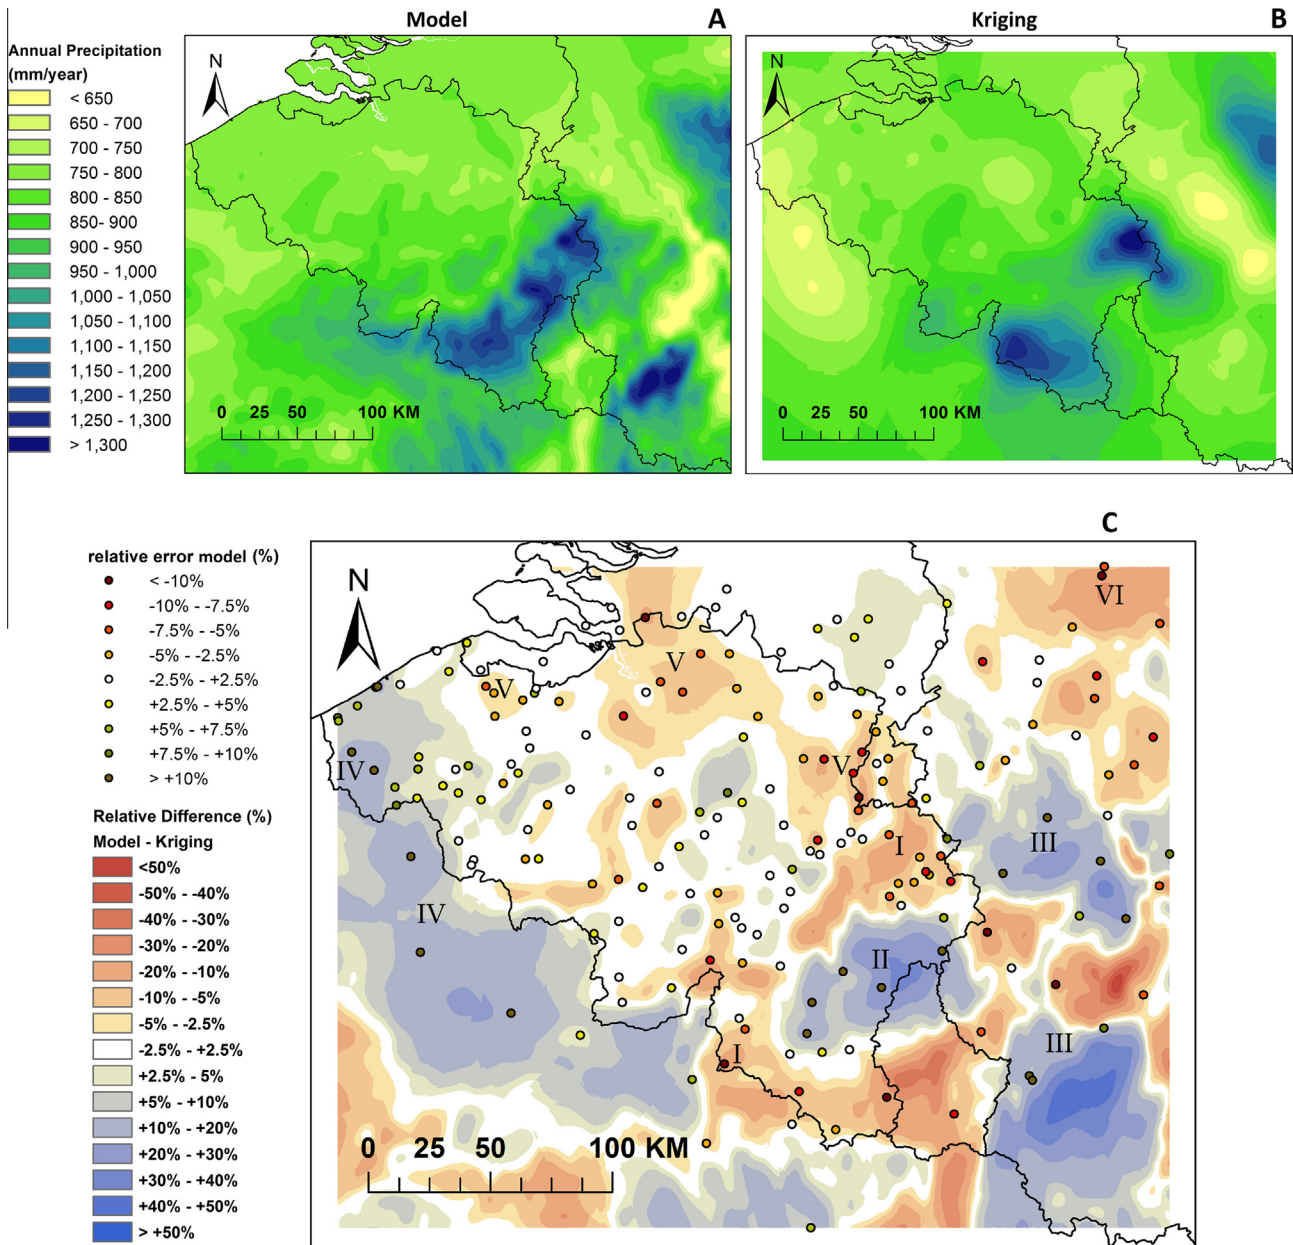 Model
A
Kriging
B
Annual Precipitation
(mm/year)
< 650
650 - 700
700 - 750
750 - 800
800 - 850
850- 900
900 - 950
950 - 1,000
1,000 - 1,050
1,050 - 1,100
1,100 - 1,150
1,150 - 1,200
1,200 - 1,250
1,250 - 1,300
> 1,300
N
0 25 50 100 KM
N
0 25 50 100 KM
C
relative error model (%)
< -10%
-10% - -7.5%
-7.5% - -5%
-5% - -2.5%
-2.5% - +2.5%
+2.5% - +5%
+5% - +7.5%
+7.5% - +10%
> +10%
Relative Difference (%)
Model - Kriging
<50%
-50% - -40%
-40% - -30%
-30% - -20%
-20% - -10%
-10% - -5%
-5% - -2.5%
-2.5% - +2.5%
+2.5% - 5%
+5% - +10%
+10% - +20%
+20% - +30%
+30% - +40%
+40% - +50%
> +50%
N
VI
V
V
IV
V
I
III
IV
II
I
III
0 25 50 100 KM